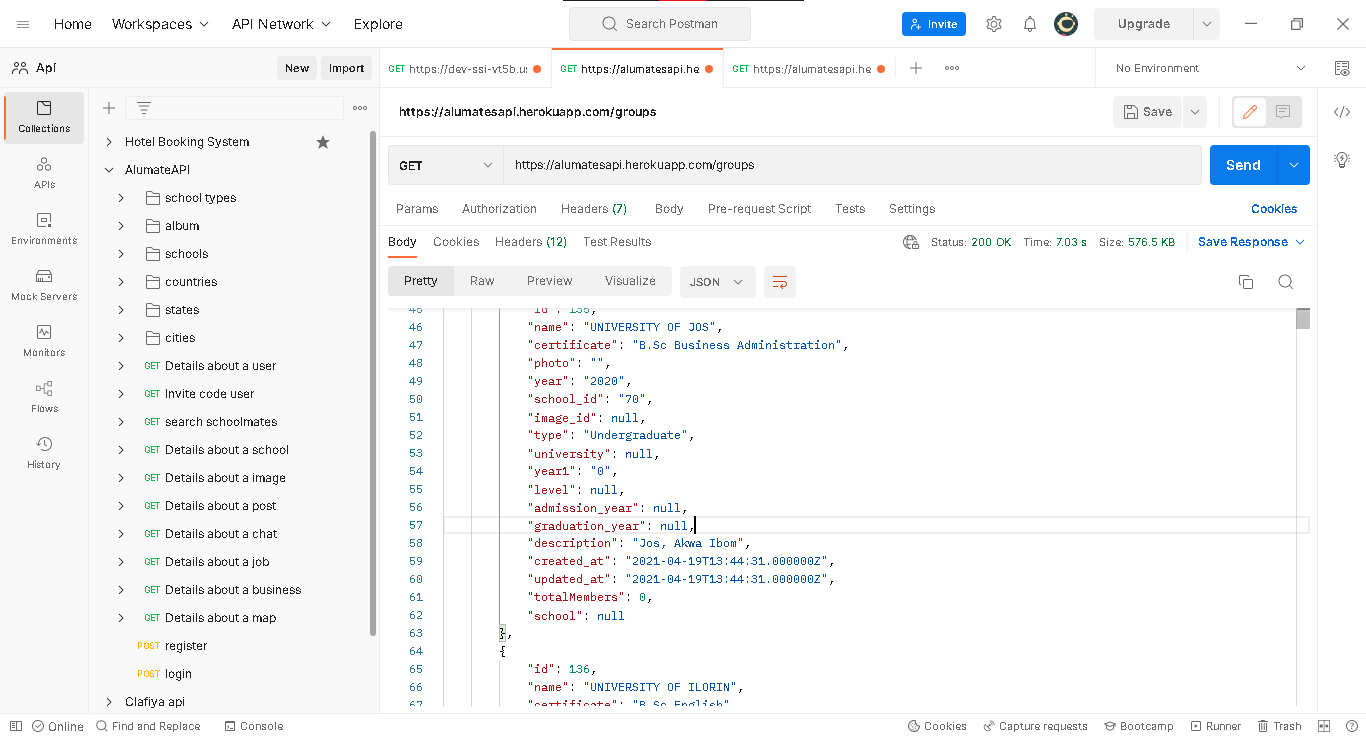 Home Workspaces API Network Explore Search Postman Invite Upgrade
Api New Import GET https://dev-ssi-vt5b.u GET https://alumatesapi.he GET https://alumatesapi.he No Environment
https://alumatesapi.herokuapp.com/groups Save
GET https://alumatesapi.herokuapp.com/groups Send
Params Authorization Headers (7) Body Pre-request Script Tests Settings Cookies
Body Cookies Headers (12) Test Results Status: 200 OK Time: 7.03 s Size: 576.5 KB Save Response
Pretty Raw Preview Visualize JSON
Collections
APIs
Environments
Mock Servers
Monitors
Flows
History
Hotel Booking System
AlumateAPI
school types
album
schools
countries
states
cities
GET Details about a user
GET Invite code user
GET search schoolmates
GET Details about a school
GET Details about a image
GET Details about a post
GET Details about a chat
GET Details about a job
GET Details about a business
GET Details about a map
POST register
POST login
Clafiya api
45 "id": 135,
46 "name": "UNIVERSITY OF JOS",
47 "certificate": "B.Sc Business Administration",
48 "photo": "",
49 "year": "2020",
50 "school_id": "70",
51 "image_id": null,
52 "type": "Undergraduate",
53 "university": null,
54 "year1": "0",
55 "level": null,
56 "admission_year": null,
57 "graduation_year": null,
58 "description": "Jos, Akwa Ibom",
59 "created_at": "2021-04-19T13:44:31.000000Z",
60 "updated_at": "2021-04-19T13:44:31.000000Z",
61 "totalMembers": 0,
62 "school": null
63 },
64 {
65 "id": 136,
66 "name": "UNIVERSITY OF ILORIN",
67 "certificate": "B.Sc English"
Online Find and Replace Console Cookies Capture requests Bootcamp Runner Trash